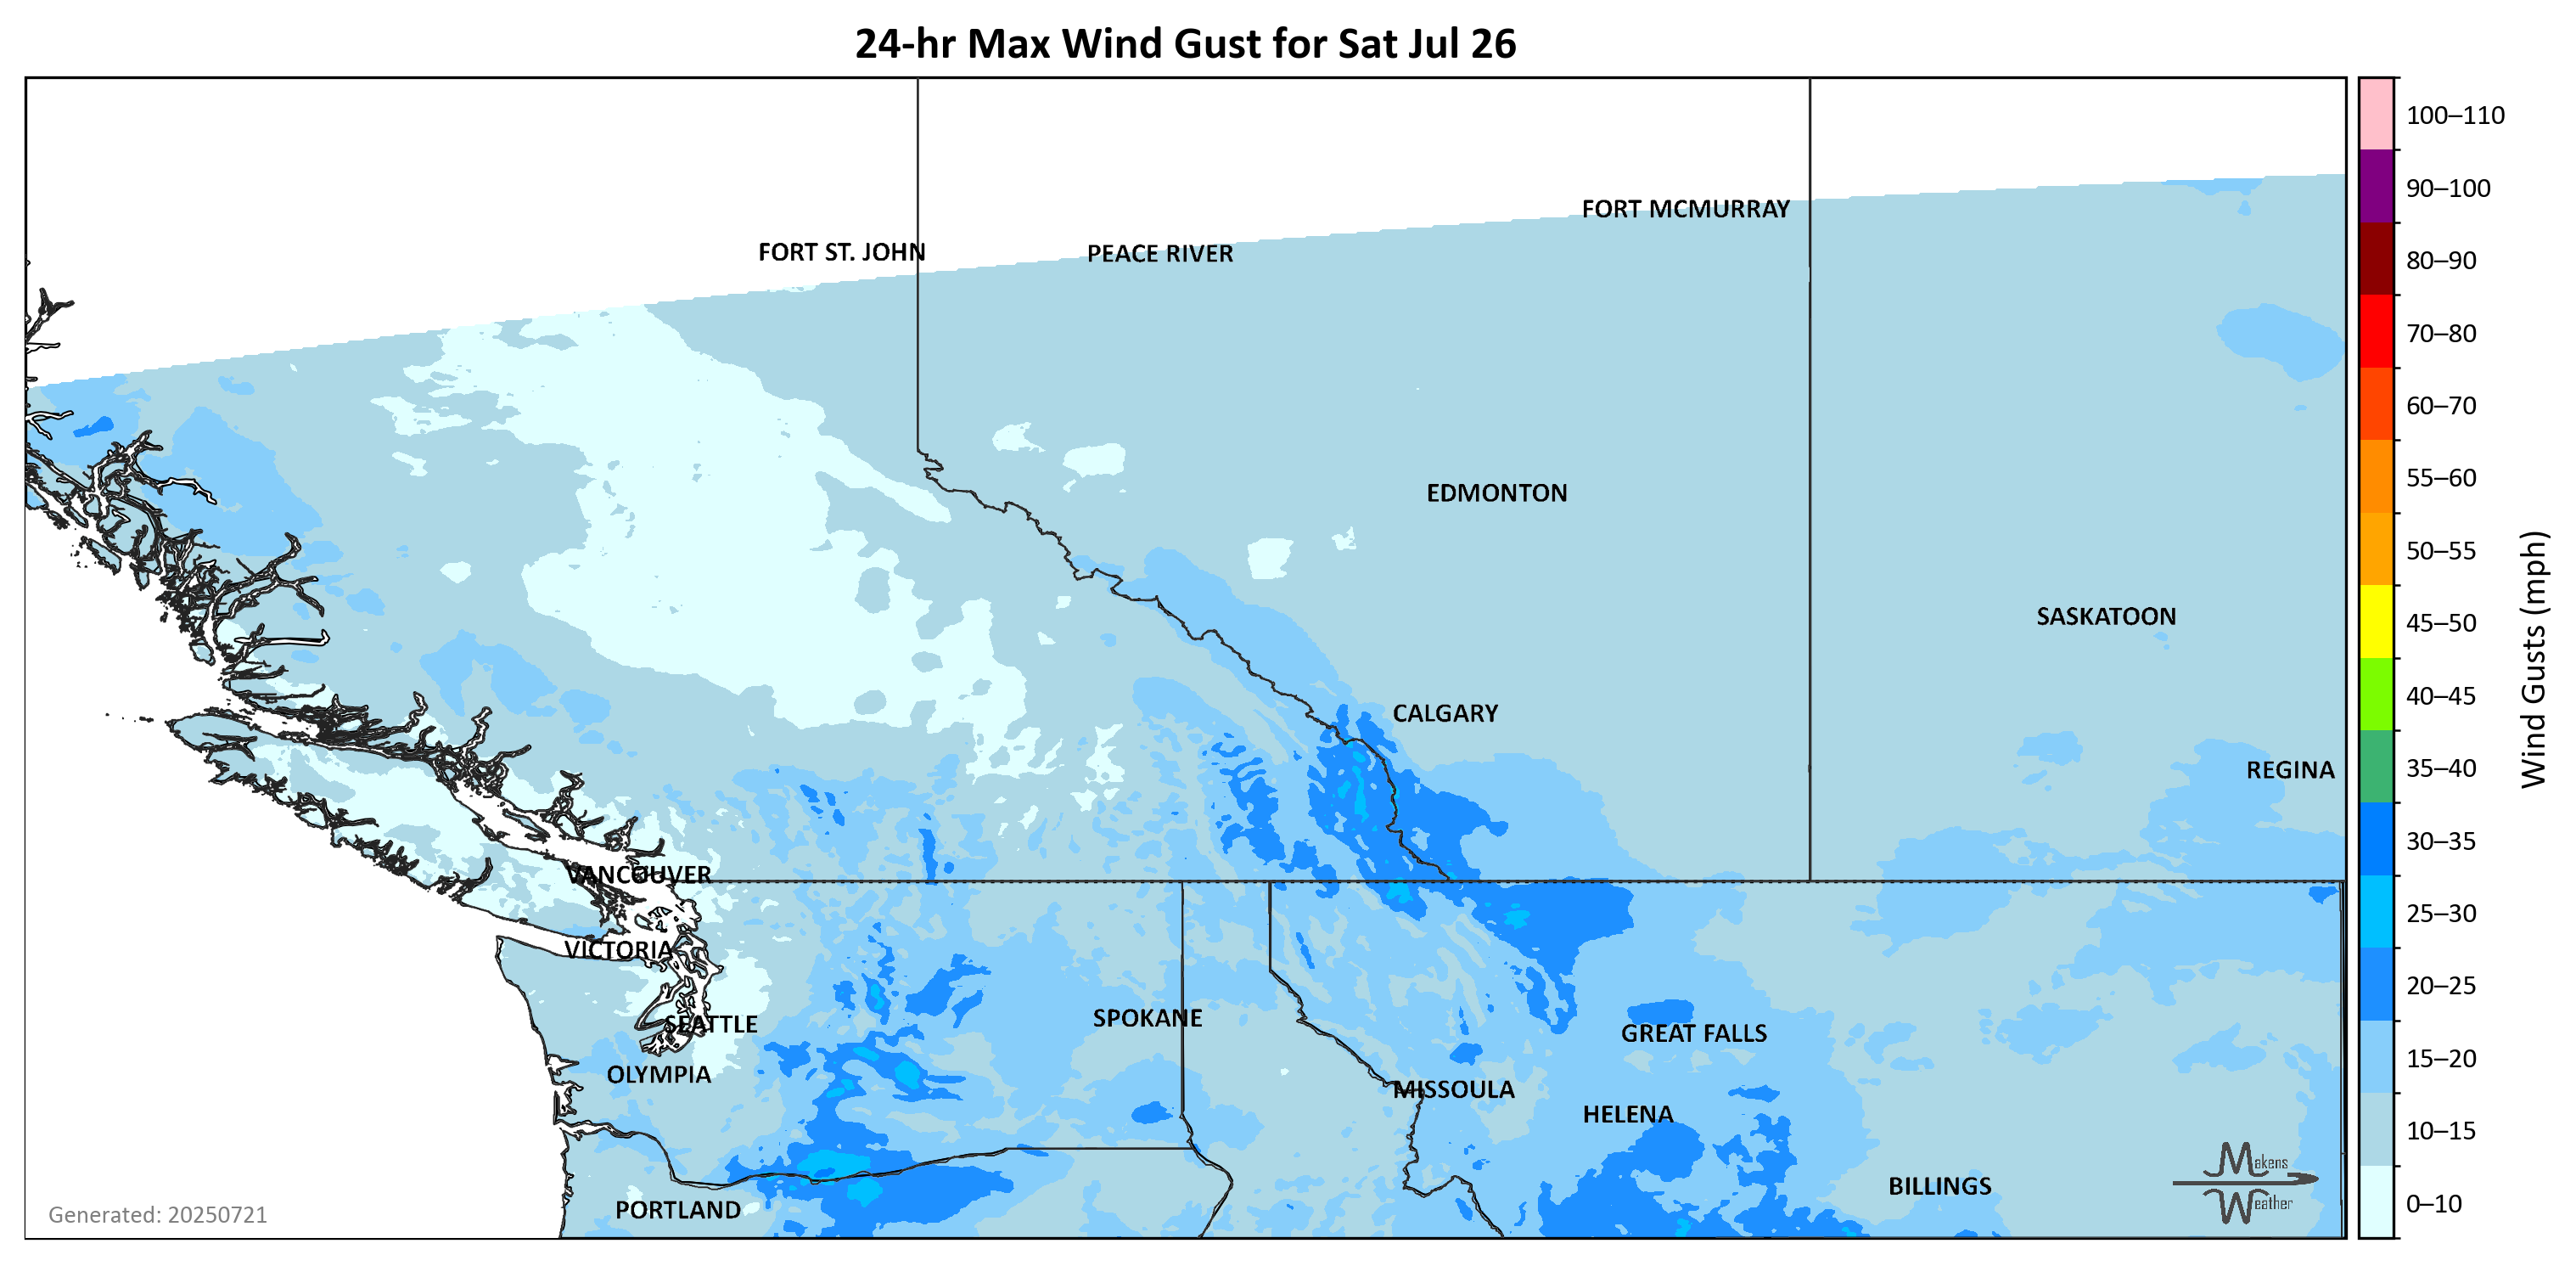 24-hr Max Wind Gust for Sat Jul 26
100–110
90–100
80–90
70–80
60–70
55–60
50–55
45–50
40–45
35–40
30–35
25–30
20–25
15–20
10–15
0–10
Wind Gusts (mph)
FORT MCMURRAY
FORT ST. JOHN
PEACE RIVER
EDMONTON
SASKATOON
CALGARY
REGINA
VANCOUVER
VICTORIA
SEATTLE
SPOKANE
GREAT FALLS
OLYMPIA
MISSOULA
HELENA
BILLINGS
PORTLAND
Makens
Weather
Generated: 20250721